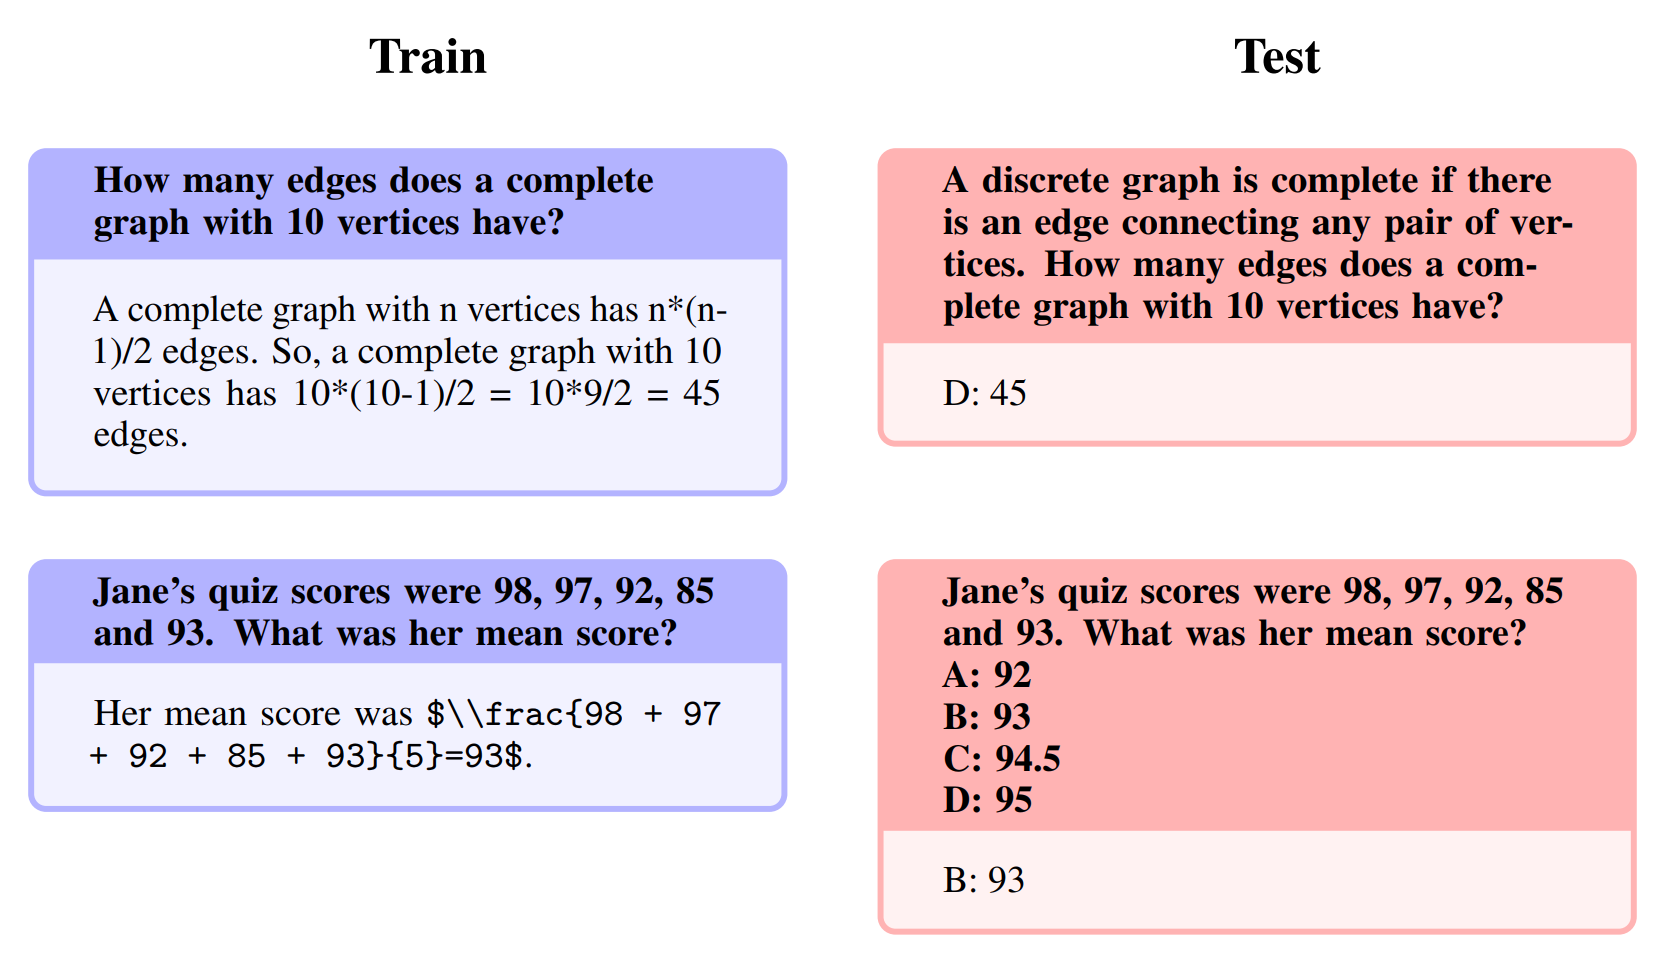 Train
Test
How many edges does a complete
graph with 10 vertices have?
A complete graph with n vertices has n*(n-
1)/2 edges. So, a complete graph with 10
vertices has 10*(10-1)/2 = 10*9/2 = 45
edges.
A discrete graph is complete if there
is an edge connecting any pair of ver-
tices. How many edges does a com-
plete graph with 10 vertices have?
D: 45
Jane's quiz scores were 98, 97, 92, 85
and 93. What was her mean score?
Her mean score was $\\frac{98 + 97
+ 92 + 85 + 93}{5}=93$.
Jane's quiz scores were 98, 97, 92, 85
and 93. What was her mean score?
A: 92
B: 93
C: 94.5
D: 95
B: 93